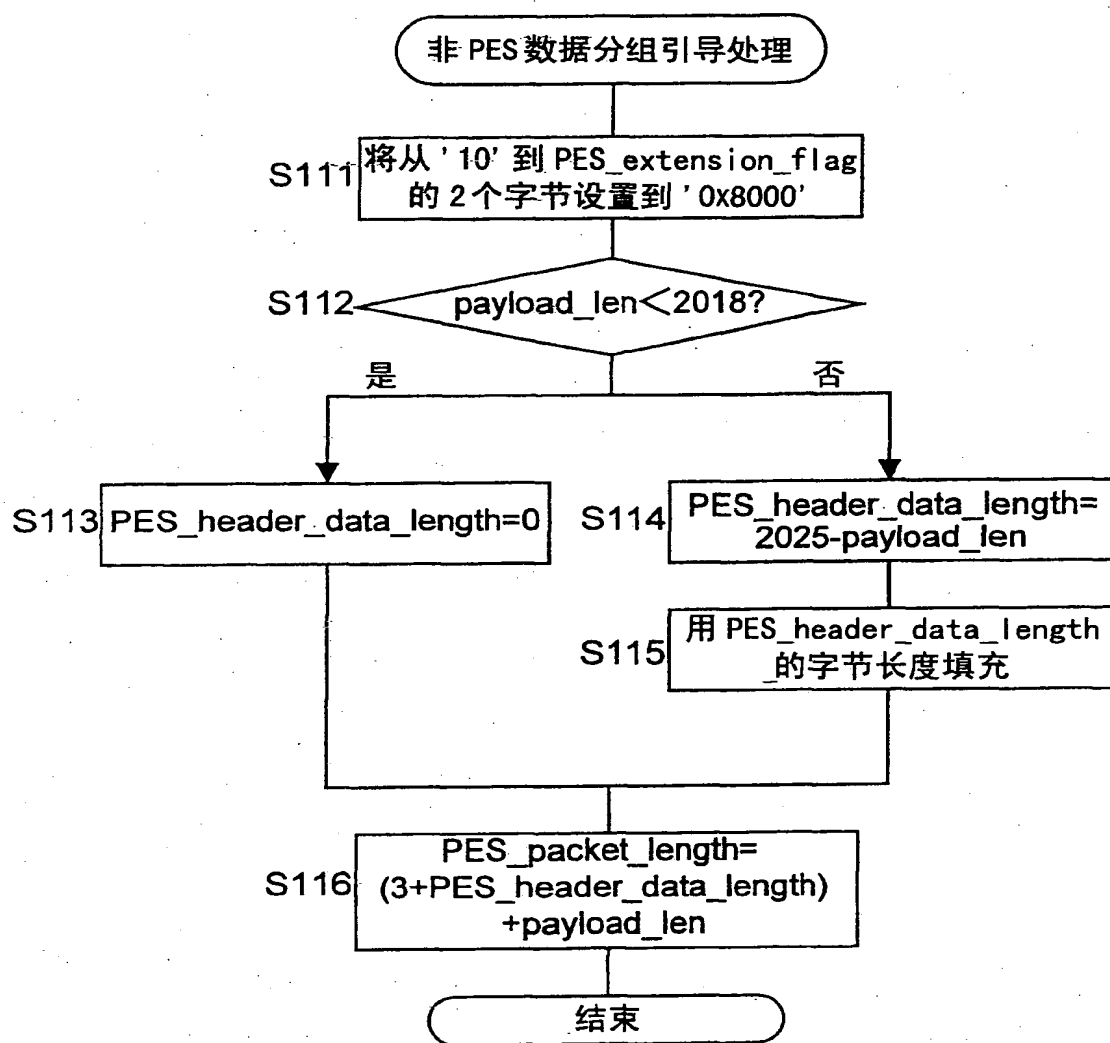 非 PES 数据分组引导处理
S111
将从 '10' 到 PES_extension_flag
的 2 个字节设置到 '0X8000'
S112
payload_len<2018?
是
否
S113
PES_header_data_length=0
S114
PES_header_data_length=
2025-payload_len
S115
用 PES_header_data_length
的字节长度填充
S116
PES_packet_length=
(3+PES_header_data_length)
+payload_len
结束